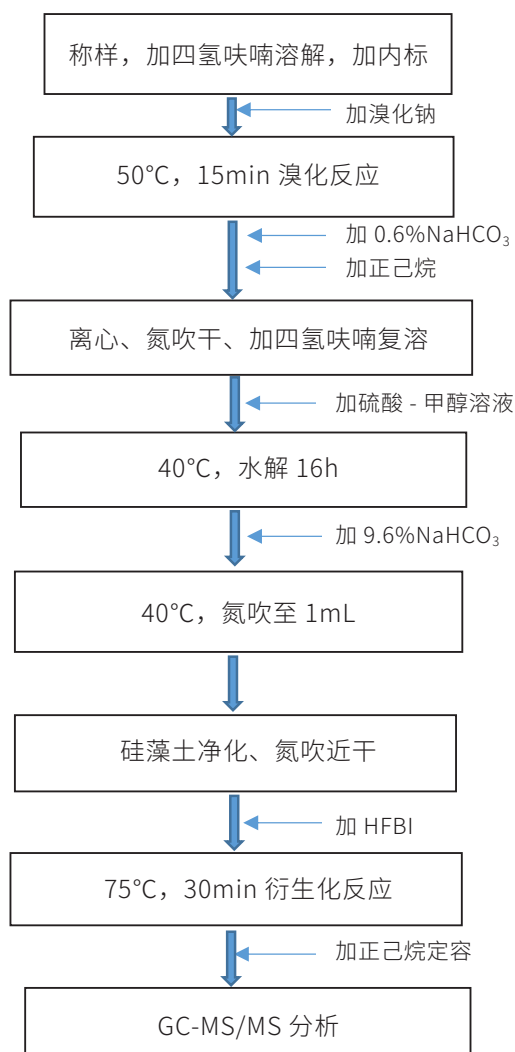 称样，加四氢呋喃溶解，加内标
加溴化钠
50℃，15min 溴化反应
加 0.6%NaHCO₃
加正己烷
离心、氮吹干、加四氢呋喃复溶
加硫酸 - 甲醇溶液
40℃，水解 16h
加 9.6%NaHCO₃
40℃，氮吹至 1mL
硅藻土净化、氮吹近干
加 HFBI
75℃，30min 衍生化反应
加正己烷定容
GC-MS/MS 分析